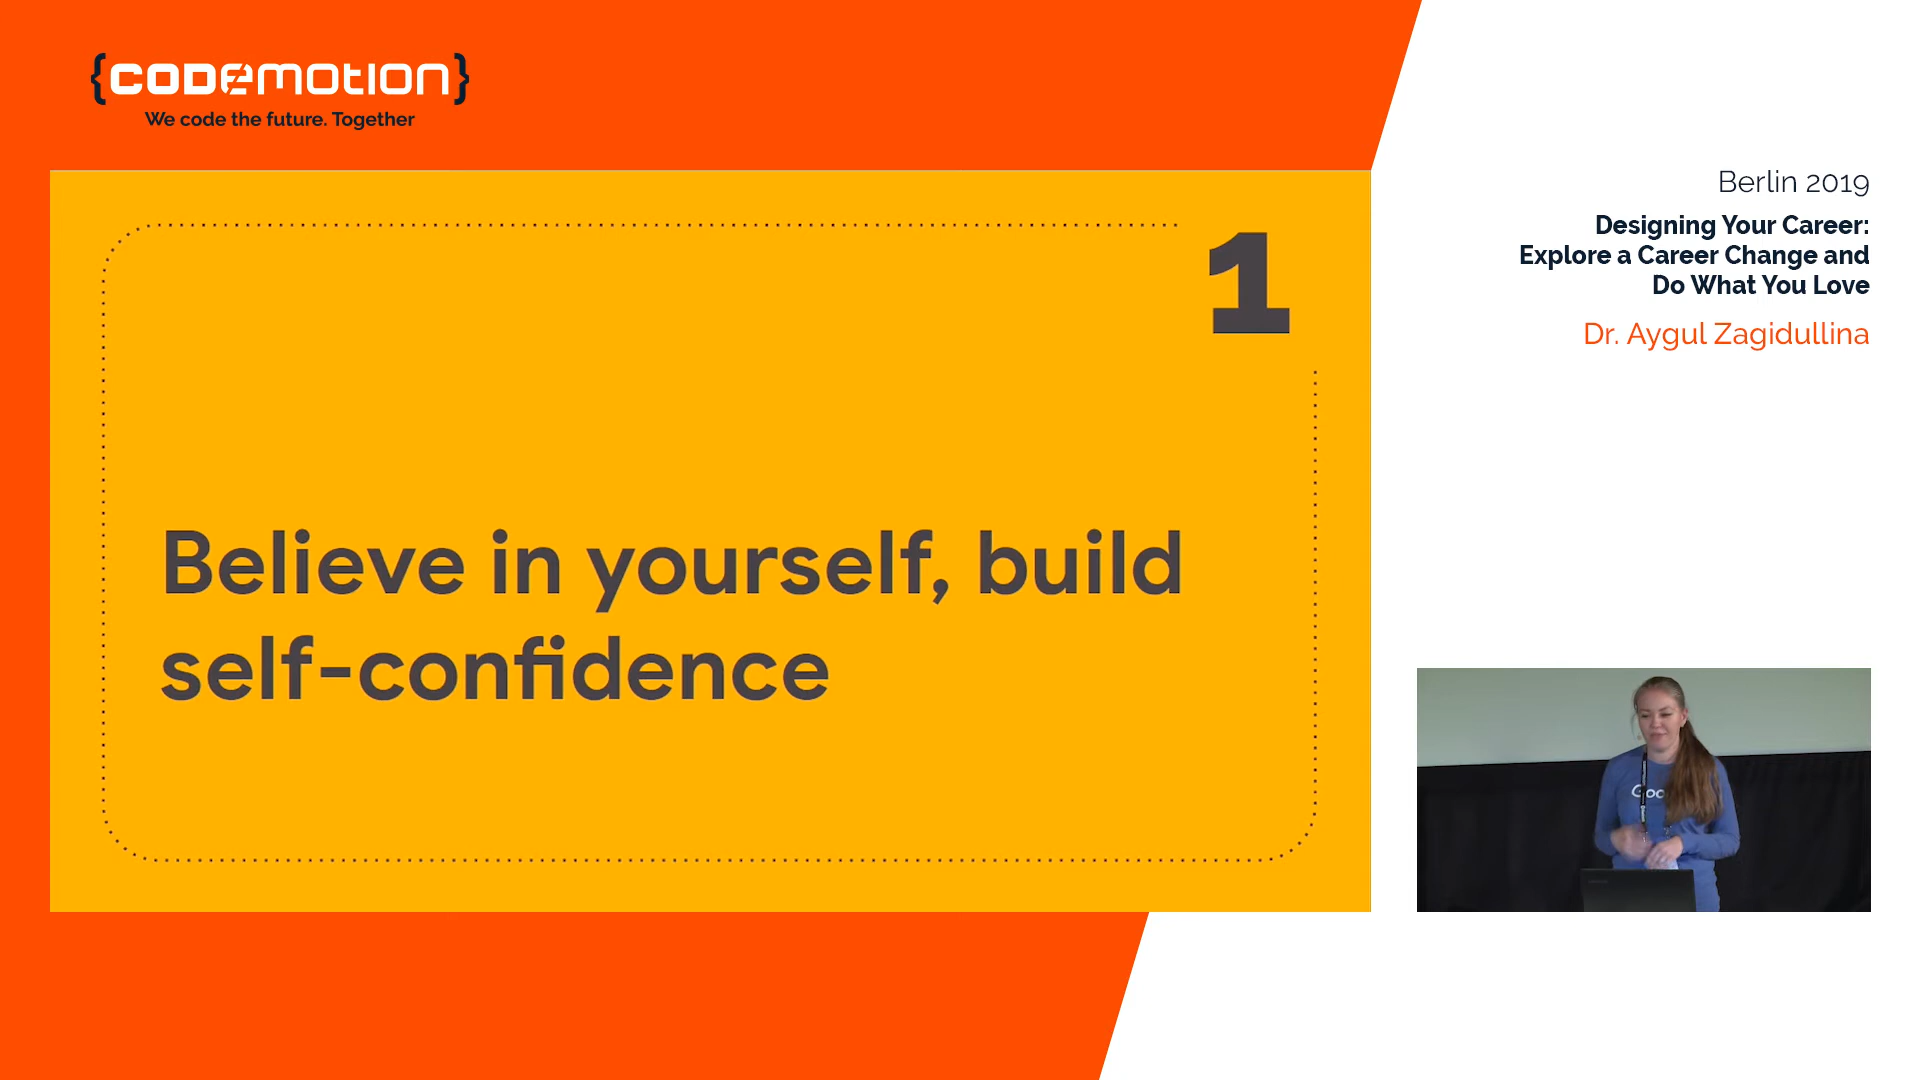 {CODEMOTION}
We code the future. Together
1
Believe in yourself, build
self-confidence
Berlin 2019
Designing Your Career:
Explore a Career Change and
Do What You Love
Dr. Aygul Zagidullina